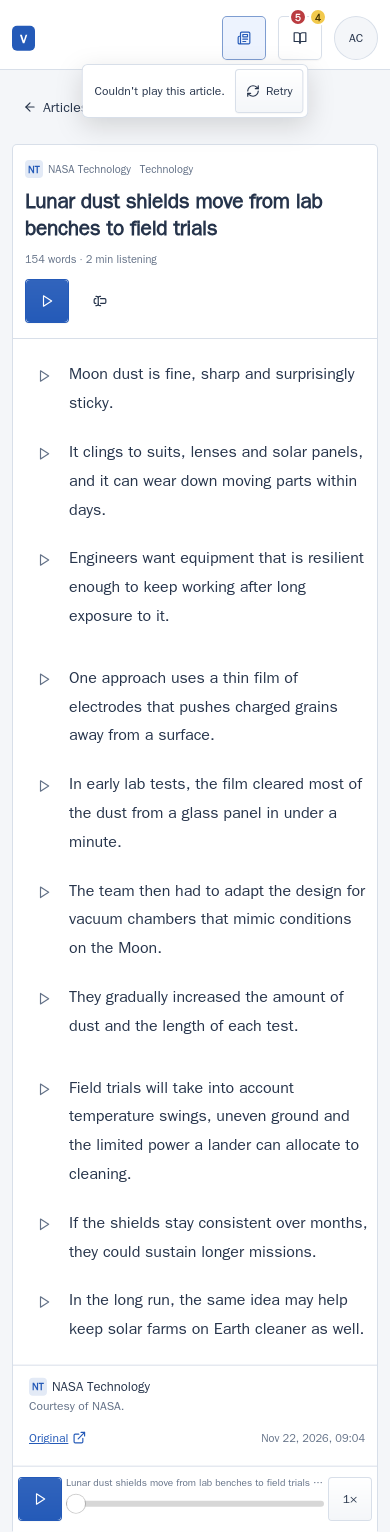 V
5
4
AC
Couldn't play this article.
Retry
Article
NT NASA Technology Technology
Lunar dust shields move from lab
benches to field trials
154 words · 2 min listening
Moon dust is fine, sharp and surprisingly
sticky.
It clings to suits, lenses and solar panels,
and it can wear down moving parts within
days.
Engineers want equipment that is resilient
enough to keep working after long
exposure to it.
One approach uses a thin film of
electrodes that pushes charged grains
away from a surface.
In early lab tests, the film cleared most of
the dust from a glass panel in under a
minute.
The team then had to adapt the design for
vacuum chambers that mimic conditions
on the Moon.
They gradually increased the amount of
dust and the length of each test.
Field trials will take into account
temperature swings, uneven ground and
the limited power a lander can allocate to
cleaning.
If the shields stay consistent over months,
they could sustain longer missions.
In the long run, the same idea may help
keep solar farms on Earth cleaner as well.
NT NASA Technology
Courtesy of NASA.
Original
Nov 22, 2026, 09:04
Lunar dust shields move from lab benches to field trials ···
1×